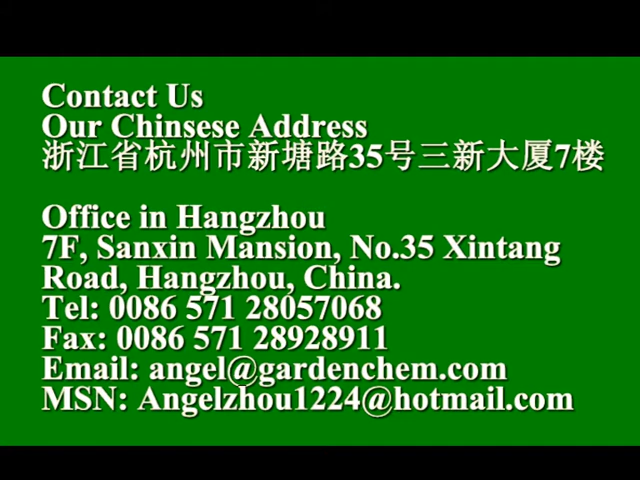 Contact Us
Our Chinsese Address
浙江省杭州市新塘路35号三新大厦7楼
Office in Hangzhou
7F, Sanxin Mansion, No.35 Xintang
Road, Hangzhou, China.
Tel: 0086 571 28057068
Fax: 0086 571 28928911
Email: angel@gardenchem.com
MSN: Angelzhou1224@hotmail.com